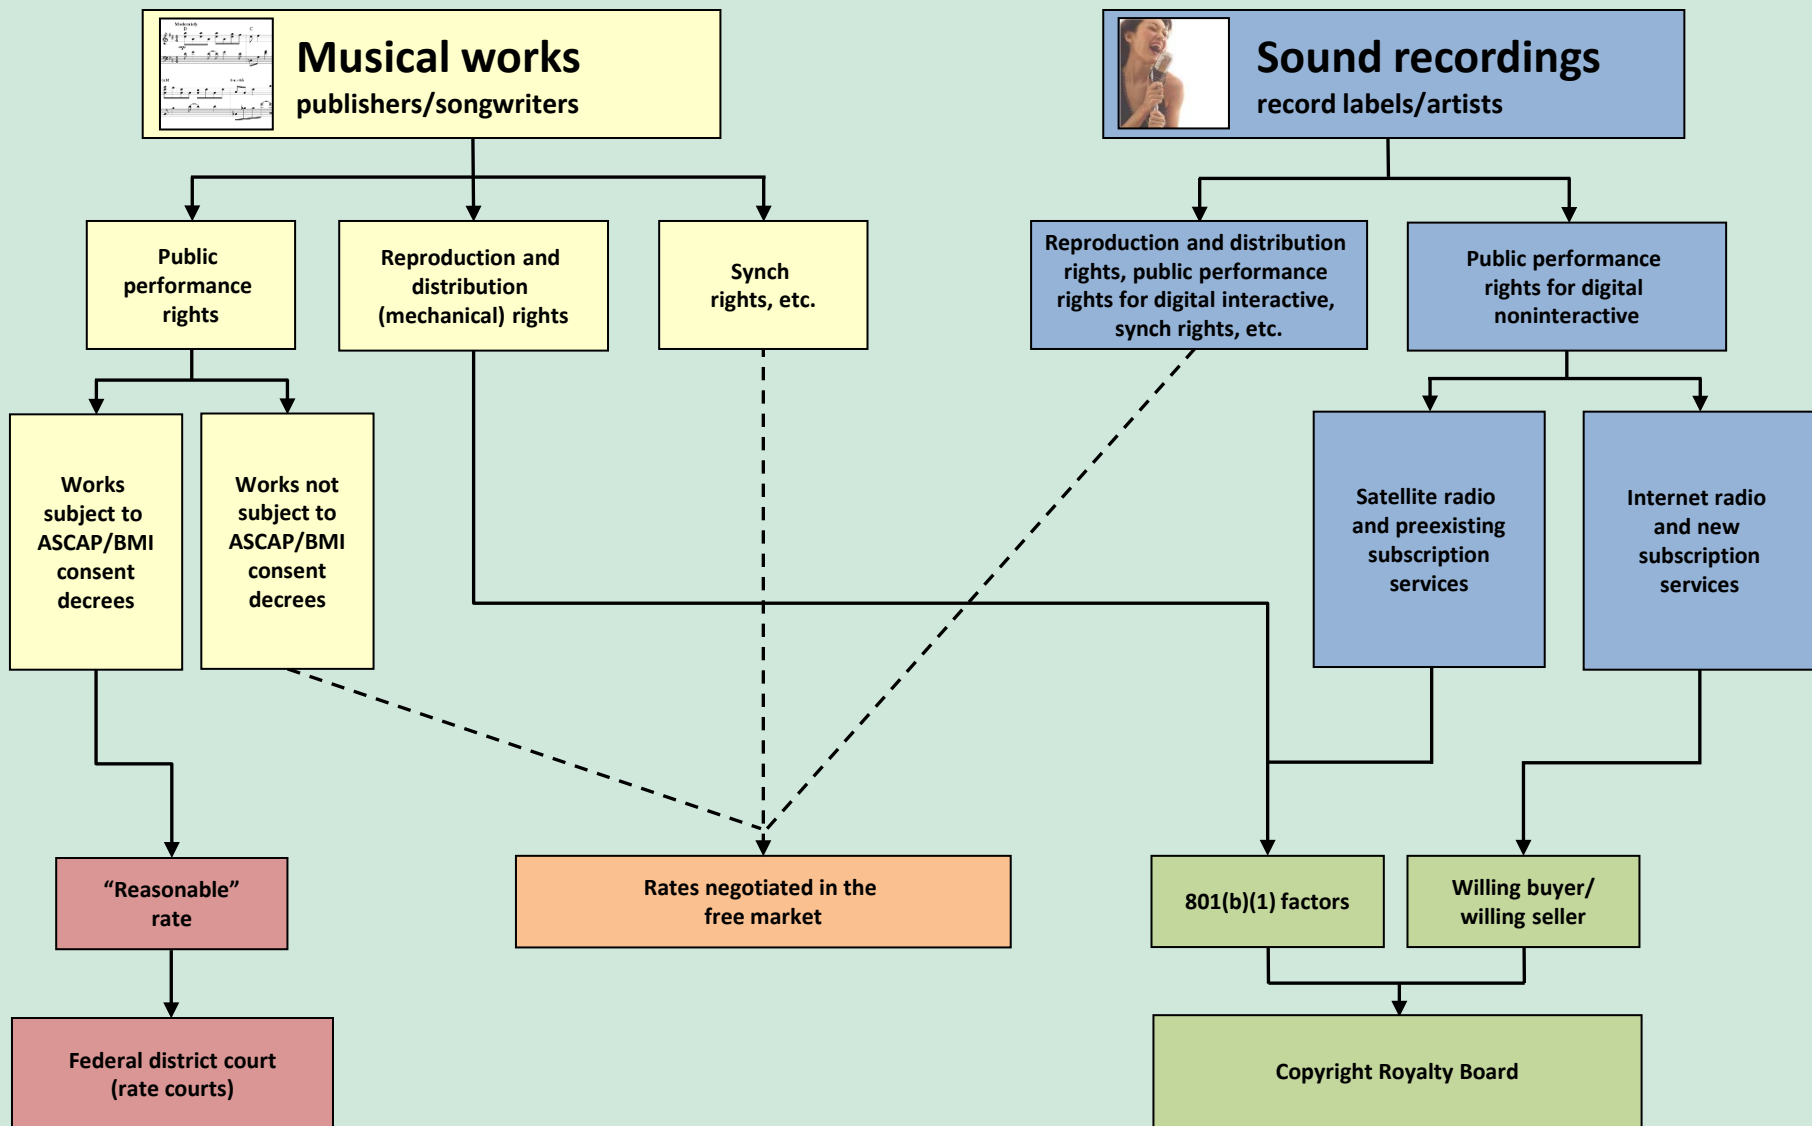 Musical works
publishers/songwriters
Sound recordings
record labels/artists
Public
performance
rights
Reproduction and
distribution
(mechanical) rights
Synch
rights, etc.
Reproduction and distribution
rights, public performance
rights for digital interactive,
synch rights, etc.
Public performance
rights for digital
noninteractive
Works
subject to
ASCAP/BMI
consent
decrees
Works not
subject to
ASCAP/BMI
consent
decrees
Satellite radio
and preexisting
subscription
services
Internet radio
and new
subscription
services
“Reasonable”
rate
Rates negotiated in the
free market
801(b)(1) factors
Willing buyer/
willing seller
Federal district court
(rate courts)
Copyright Royalty Board